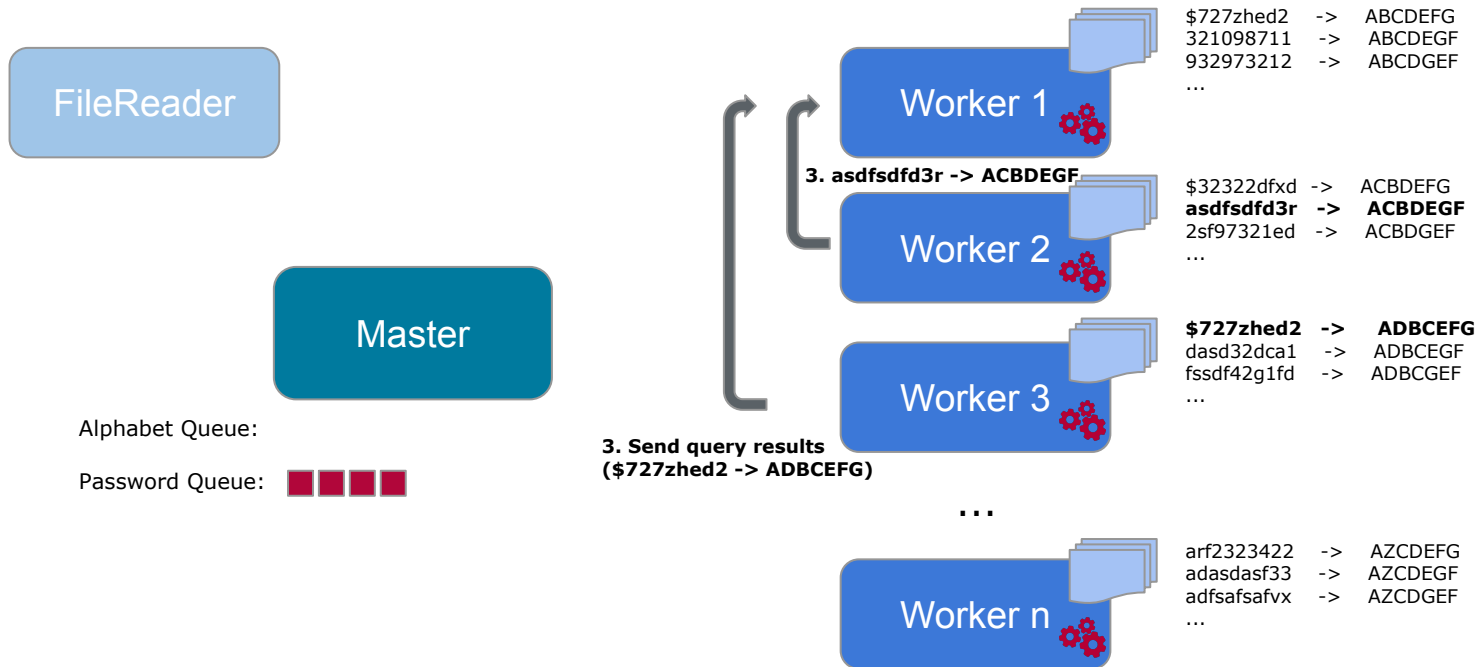 FileReader
Master
Alphabet Queue:
Password Queue:
Worker 1
$727zhed2 -> ABCDEFG
321098711 -> ABCDEGF
932973212 -> ABCDGEF
...
3. asdfsdfd3r -> ACBDEGF
Worker 2
$32322dfxd -> ACBDEFG
asdfsdfd3r -> ACBDEGF
2sf97321ed -> ACBDGEF
...
Worker 3
$727zhed2 -> ADBCEFG
dasd32dca1 -> ADBCEGF
fssdf42g1fd -> ADBCGEF
...
3. Send query results
($727zhed2 -> ADBCEFG)
...
Worker n
arf2323422 -> AZCDEFG
adasdasf33 -> AZCDEGF
adfsafsafvx -> AZCDGEF
...